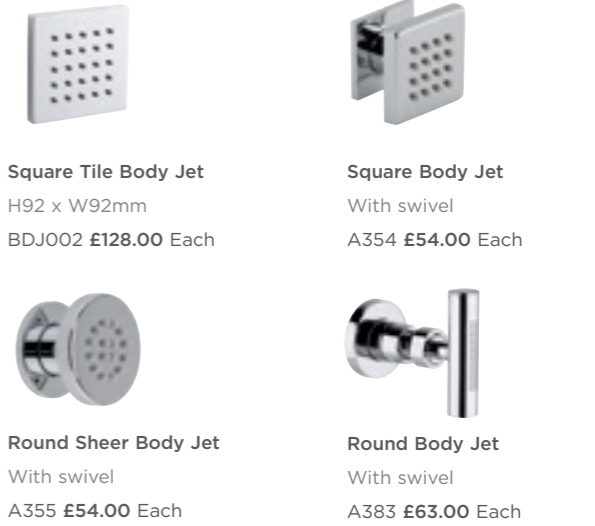 Square Tile Body Jet
H92 x W92mm
BDJ002 £128.00 Each
Square Body Jet
With swivel
A354 £54.00 Each
Round Sheer Body Jet
With swivel
A355 £54.00 Each
Round Body Jet
With swivel
A383 £63.00 Each